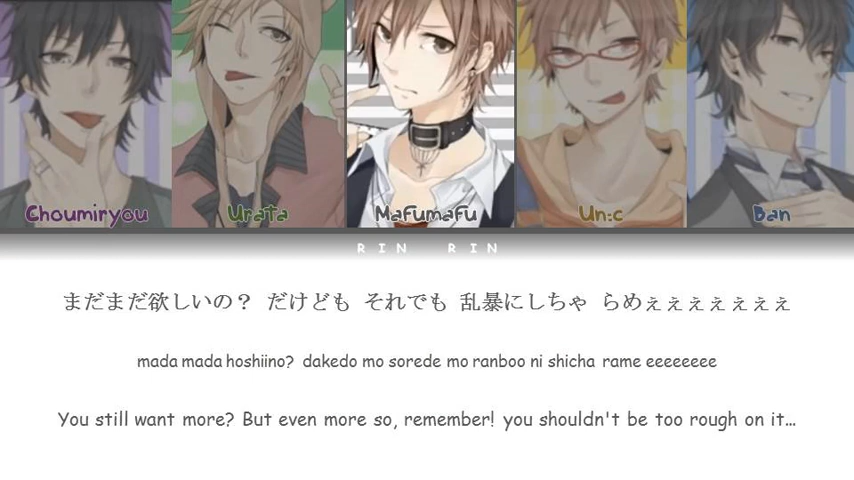 Choumiryou Urata Mafumafu Un:c Ban
RIN RIN
まだまだ欲しいの？ だけども それでも 乱暴にしちゃ らめぇぇぇぇぇぇぇ
mada mada hoshiino? dakedo mo sorede mo ranboo ni shicha rame eeeeeeee
You still want more? But even more so, remember! you shouldn't be too rough on it...